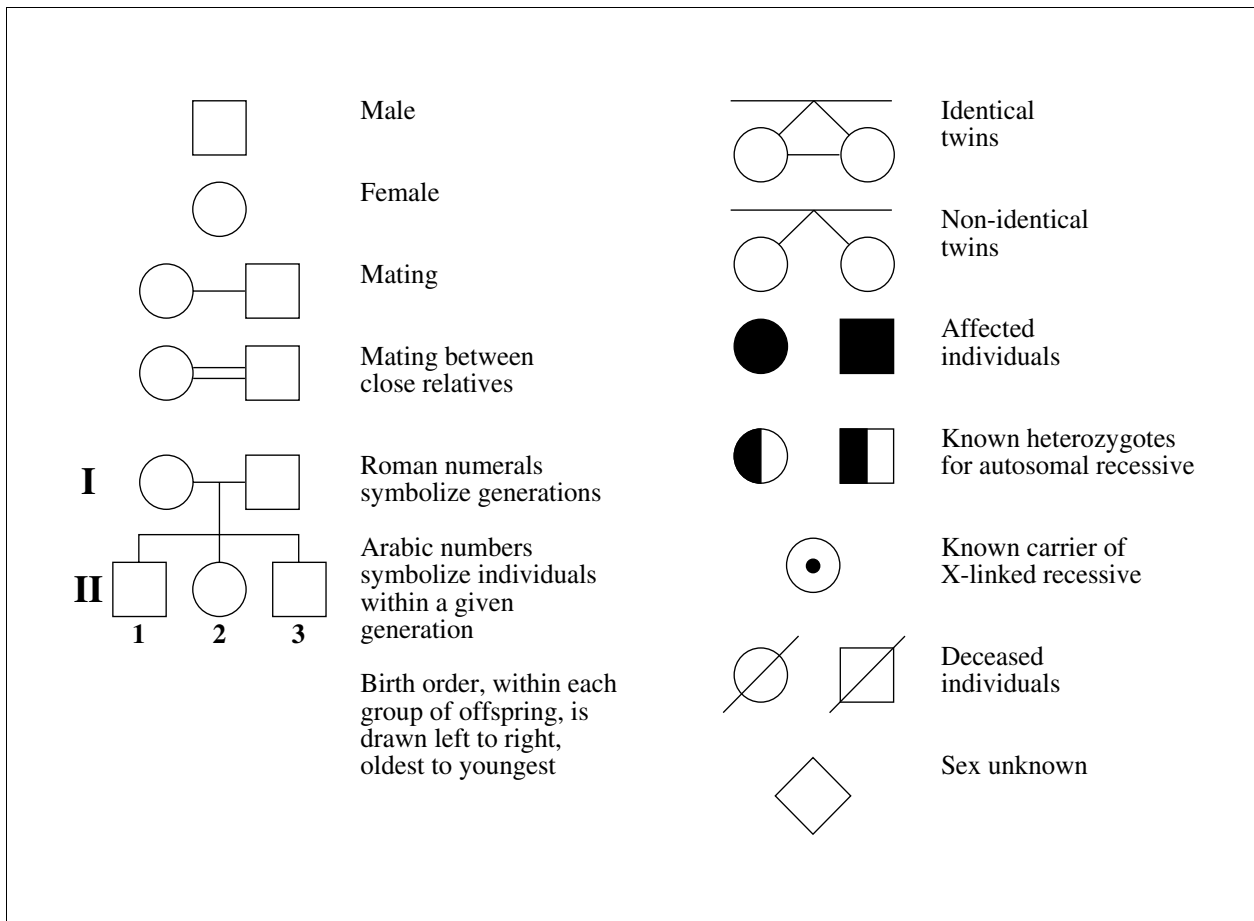 Male
Female
Mating
Mating between
close relatives
I
Roman numerals
symbolize generations
II
1 2 3
Arabic numbers
symbolize individuals
within a given
generation
Birth order, within each
group of offspring, is
drawn left to right,
oldest to youngest
Identical
twins
Non-identical
twins
Affected
individuals
Known heterozygotes
for autosomal recessive
Known carrier of
X-linked recessive
Deceased
individuals
Sex unknown